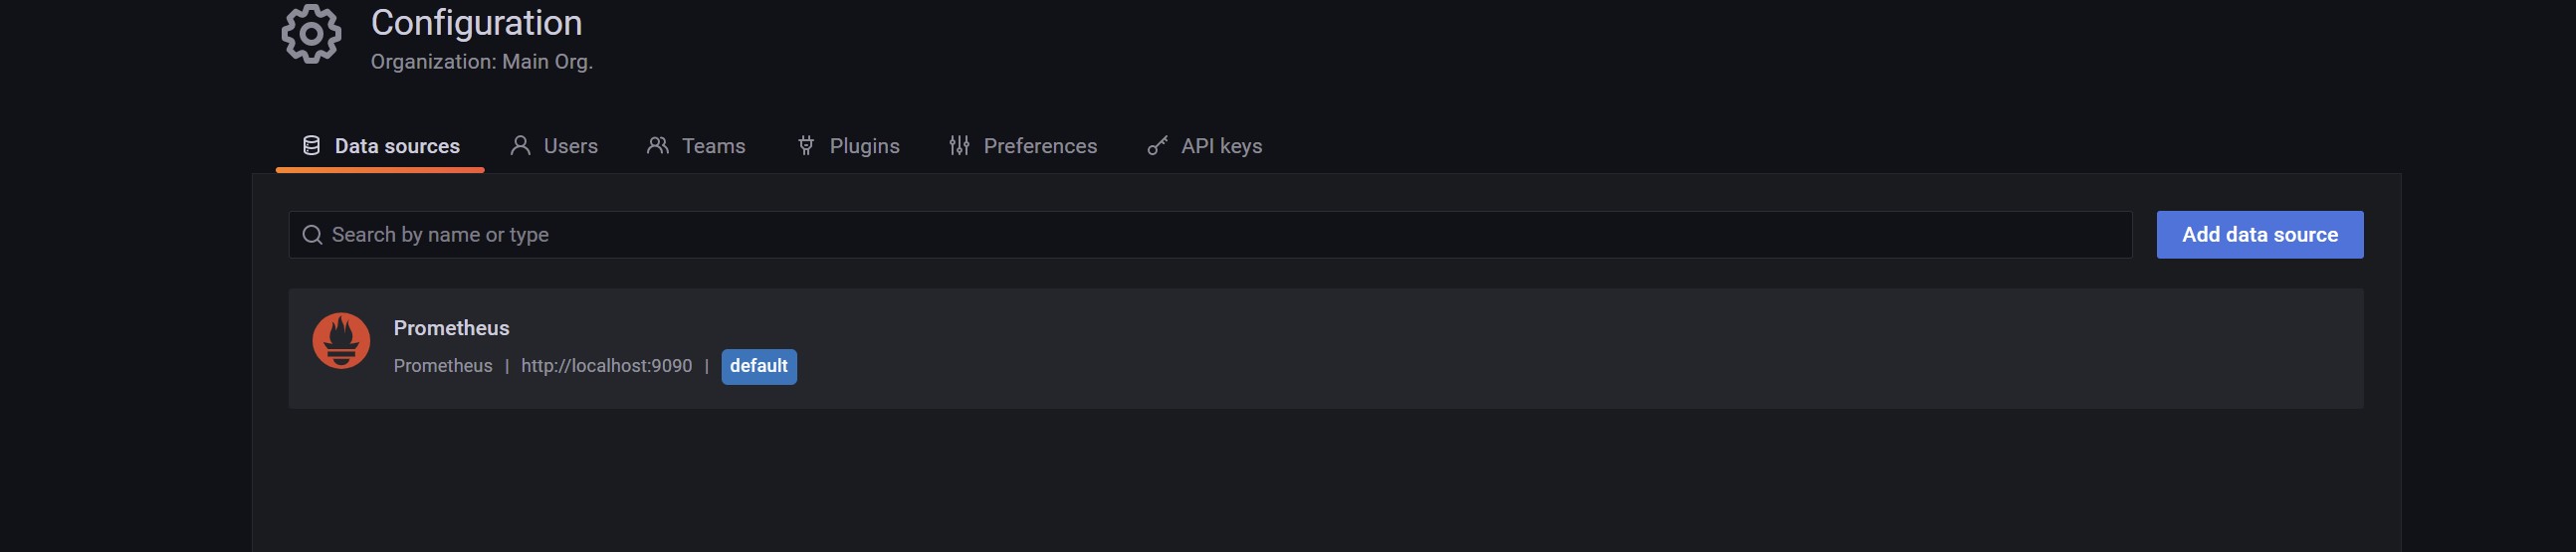 Configuration
Organization: Main Org.
Data sources Users Teams Plugins Preferences API keys
Search by name or type Add data source
Prometheus
Prometheus | http://localhost:9090 | default